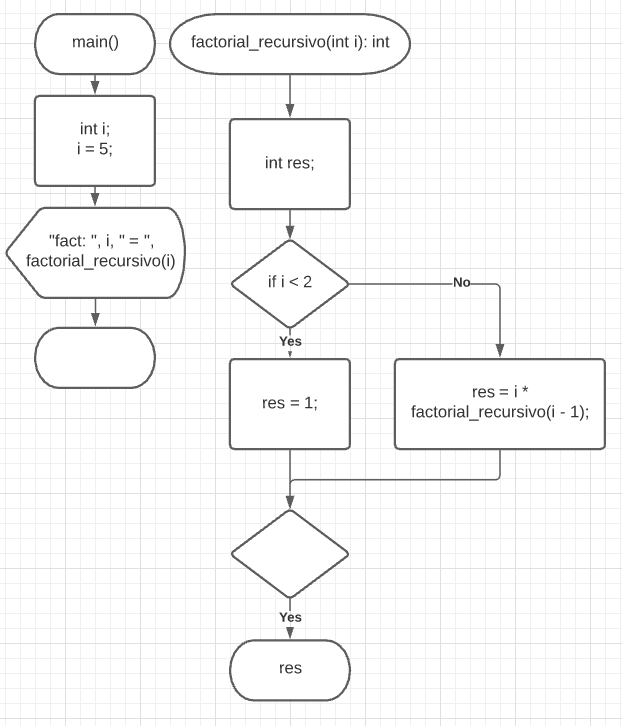 main()
int i;
i = 5;
"fact: ", i, " = ",
factorial_recursivo(i)
factorial_recursivo(int i): int
int res;
if i < 2
No
Yes
res = 1;
res = i *
factorial_recursivo(i - 1);
Yes
res